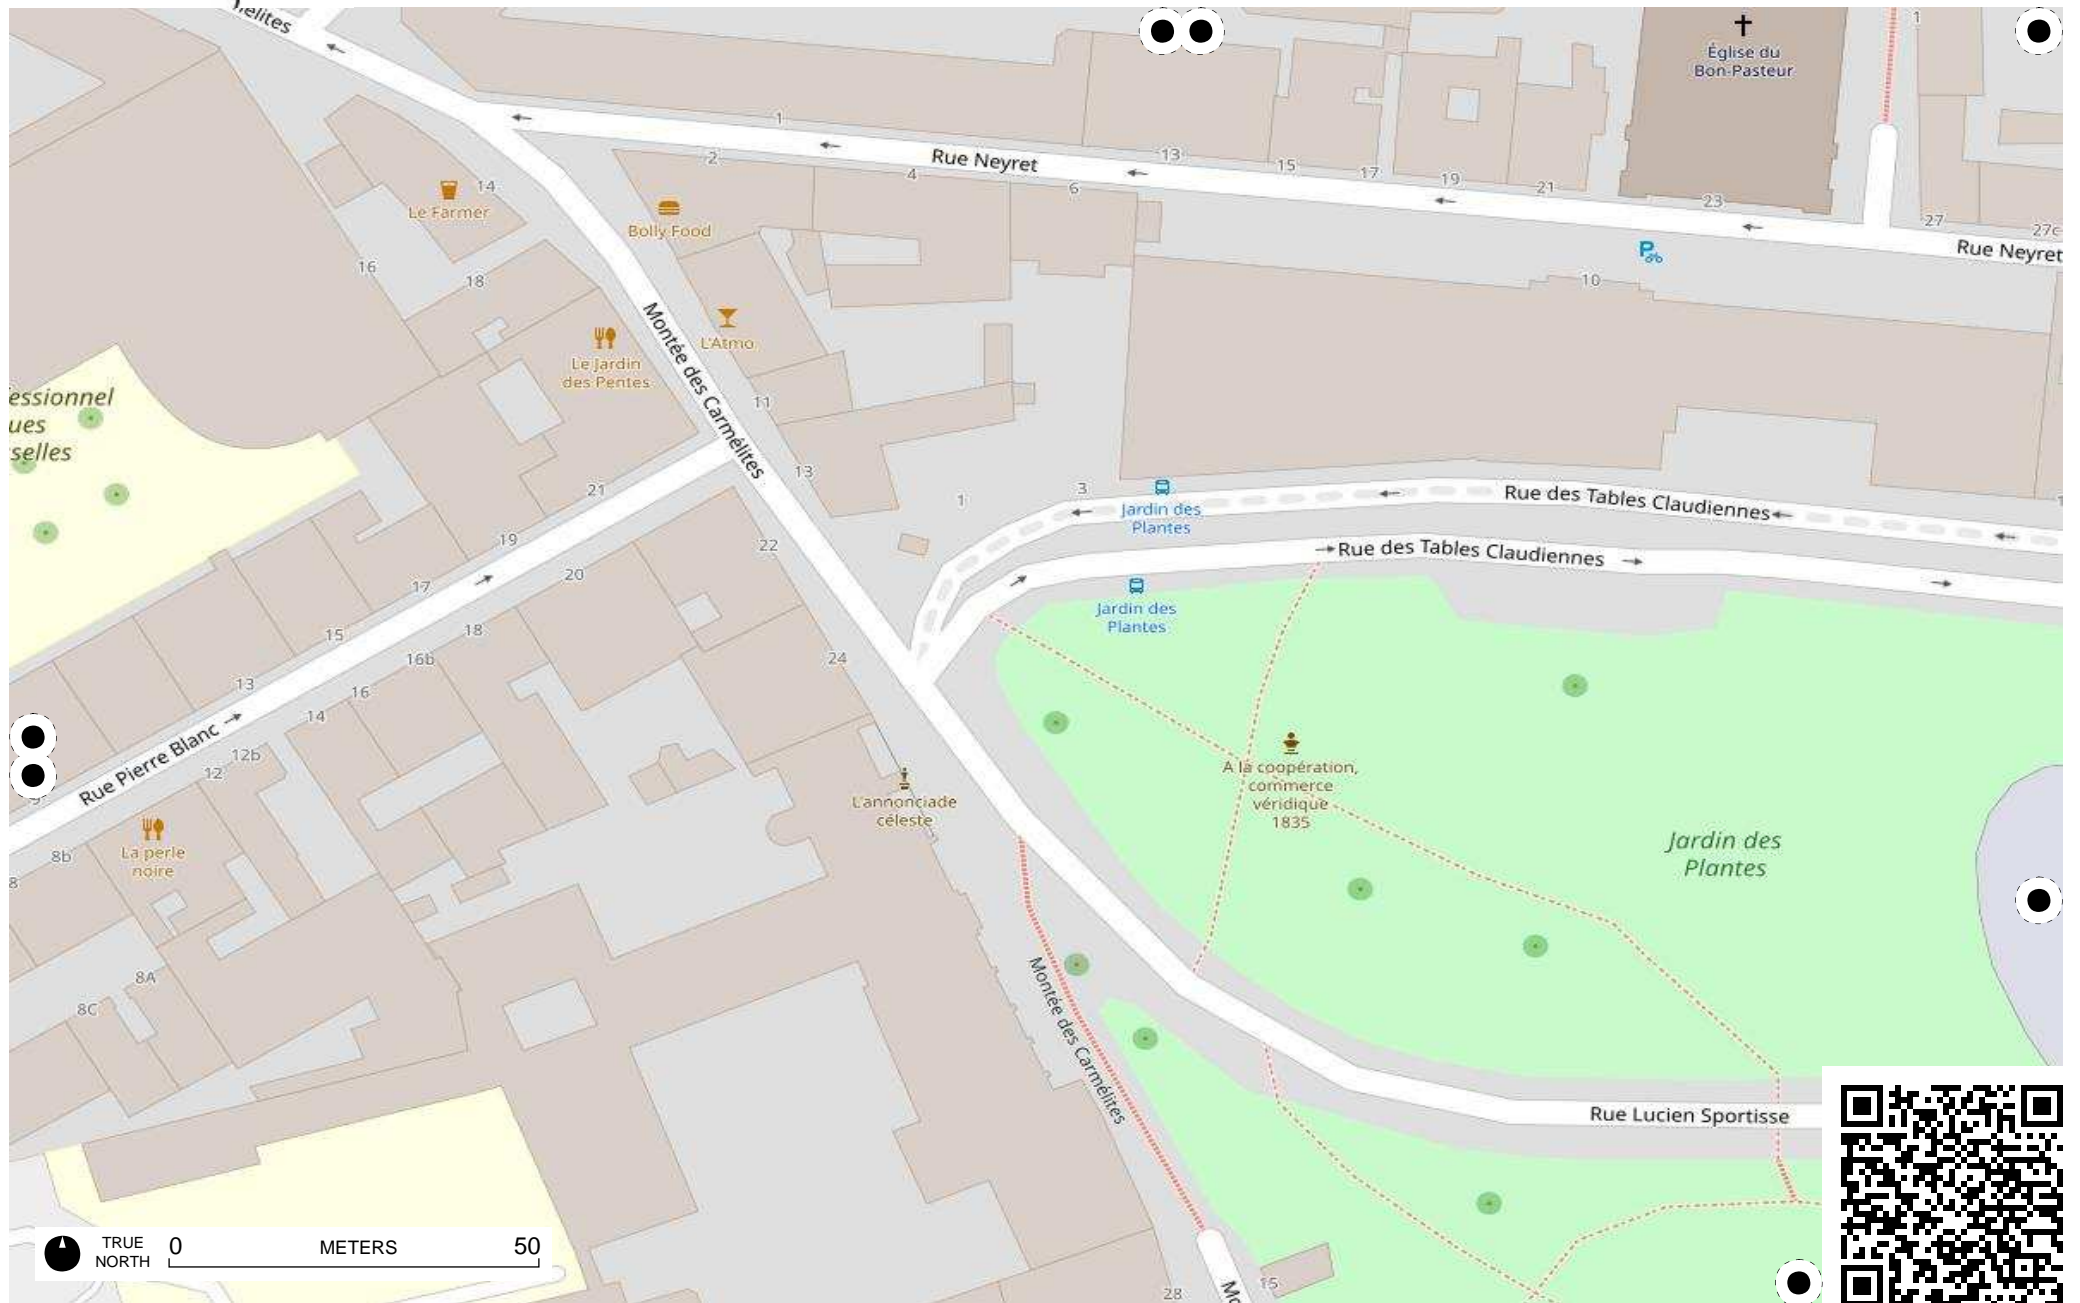 Église du
Bon-Pasteur
1
1
Rue Neyret
2
4
6
13
15
17
19
21
23
27
27c
Rue Neyret
10
14
Le Farmer
Bolly Food
16
18
L'Atmo
Le Jardin
des Pentes
Montée des Carmélites
11
13
essionnel
ues
selles
21
19
17
15
13
22
20
18
16b
16
14
12b
12
24
1
3
Jardin des
Plantes
Rue des Tables Claudiennes
Rue des Tables Claudiennes
Jardin des
Plantes
Rue Pierre Blanc
8b
8
La perle
noire
8A
8C
L'annonciade
céleste
A la coopération,
commerce
véridique
1835
Jardin des
Plantes
Montée des Carmélites
Rue Lucien Sportisse
15
28
Mo
TRUE
NORTH
0
METERS
50